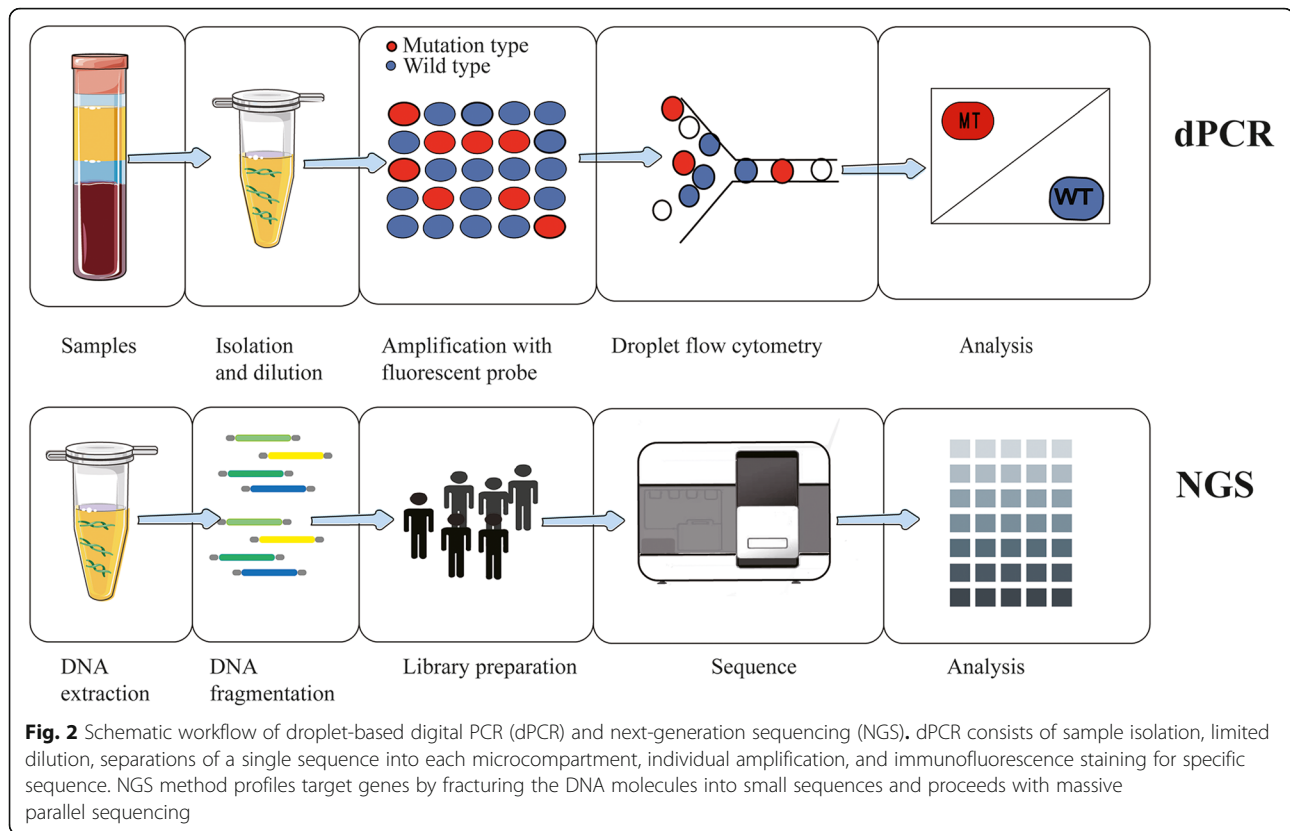 Mutation type
Wild type
MT
WT
dPCR
Samples
Isolation
and dilution
Amplification with
fluorescent probe
Droplet flow cytometry
Analysis
NGS
DNA
extraction
DNA
fragmentation
Library preparation
Sequence
Analysis
Fig. 2 Schematic workflow of droplet-based digital PCR (dPCR) and next-generation sequencing (NGS). dPCR consists of sample isolation, limited
dilution, separations of a single sequence into each microcompartment, individual amplification, and immunofluorescence staining for specific
sequence. NGS method profiles target genes by fracturing the DNA molecules into small sequences and proceeds with massive
parallel sequencing